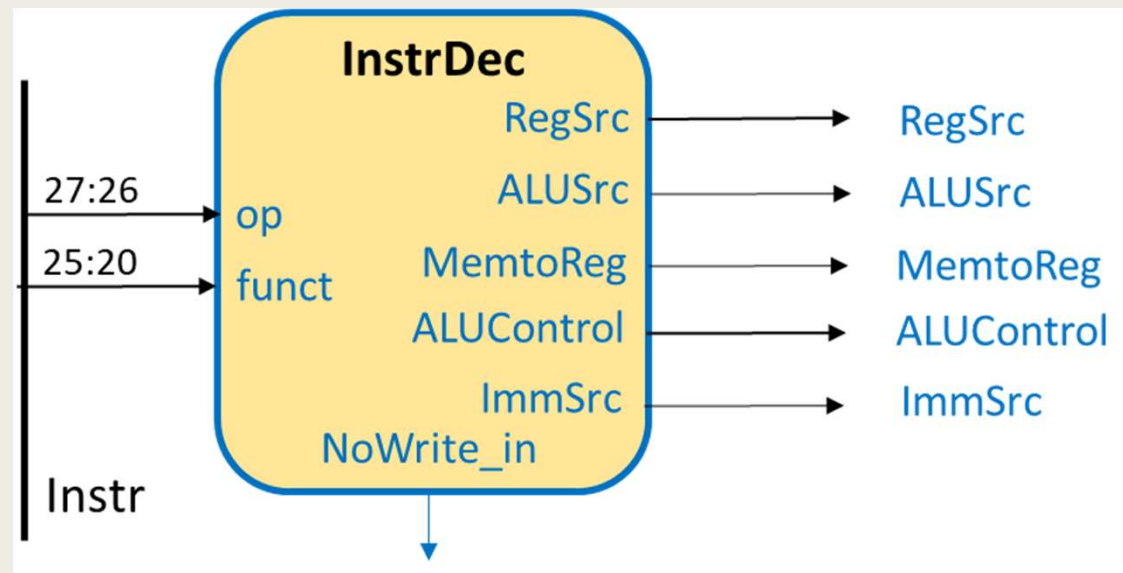 InstrDec
RegSrc RegSrc
27:26 ALUSrc ALUSrc
op
25:20 MemtoReg MemtoReg
funct
ALUControl ALUControl
ImmSrc ImmSrc
NoWrite_in
Instr